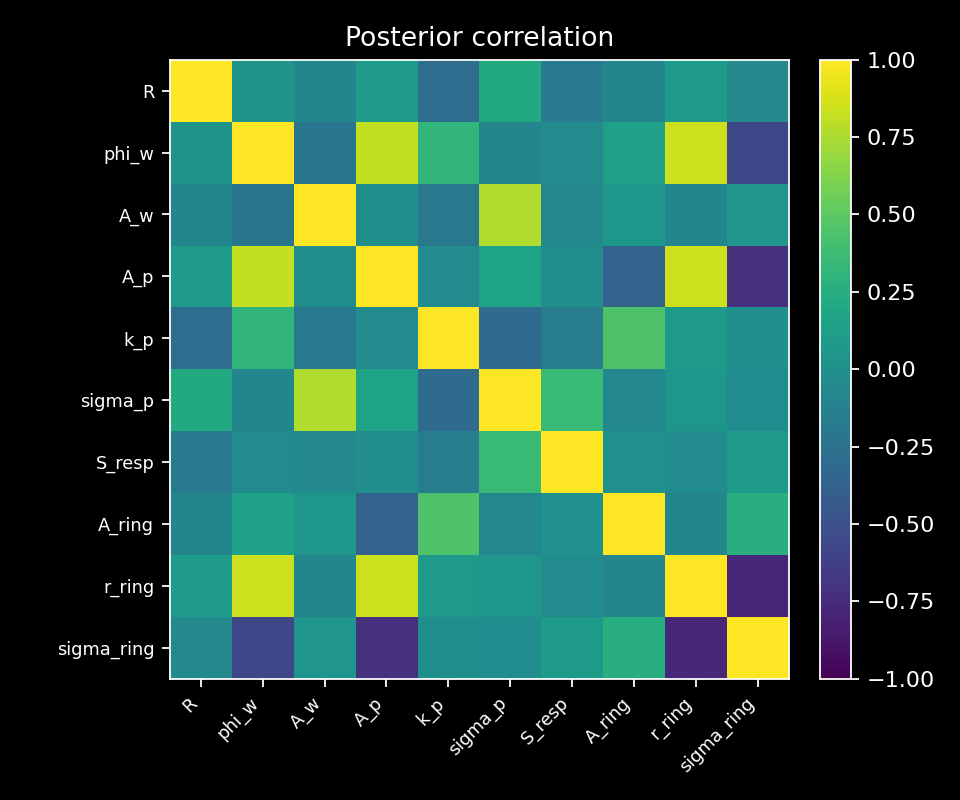 Posterior correlation
R
phi_w
A_w
A_p
k_p
sigma_p
S_resp
A_ring
r_ring
sigma_ring
R
phi_w
A_w
A_p
k_p
sigma_p
S_resp
A_ring
r_ring
sigma_ring
1.00
0.75
0.50
0.25
0.00
−0.25
−0.50
−0.75
−1.00